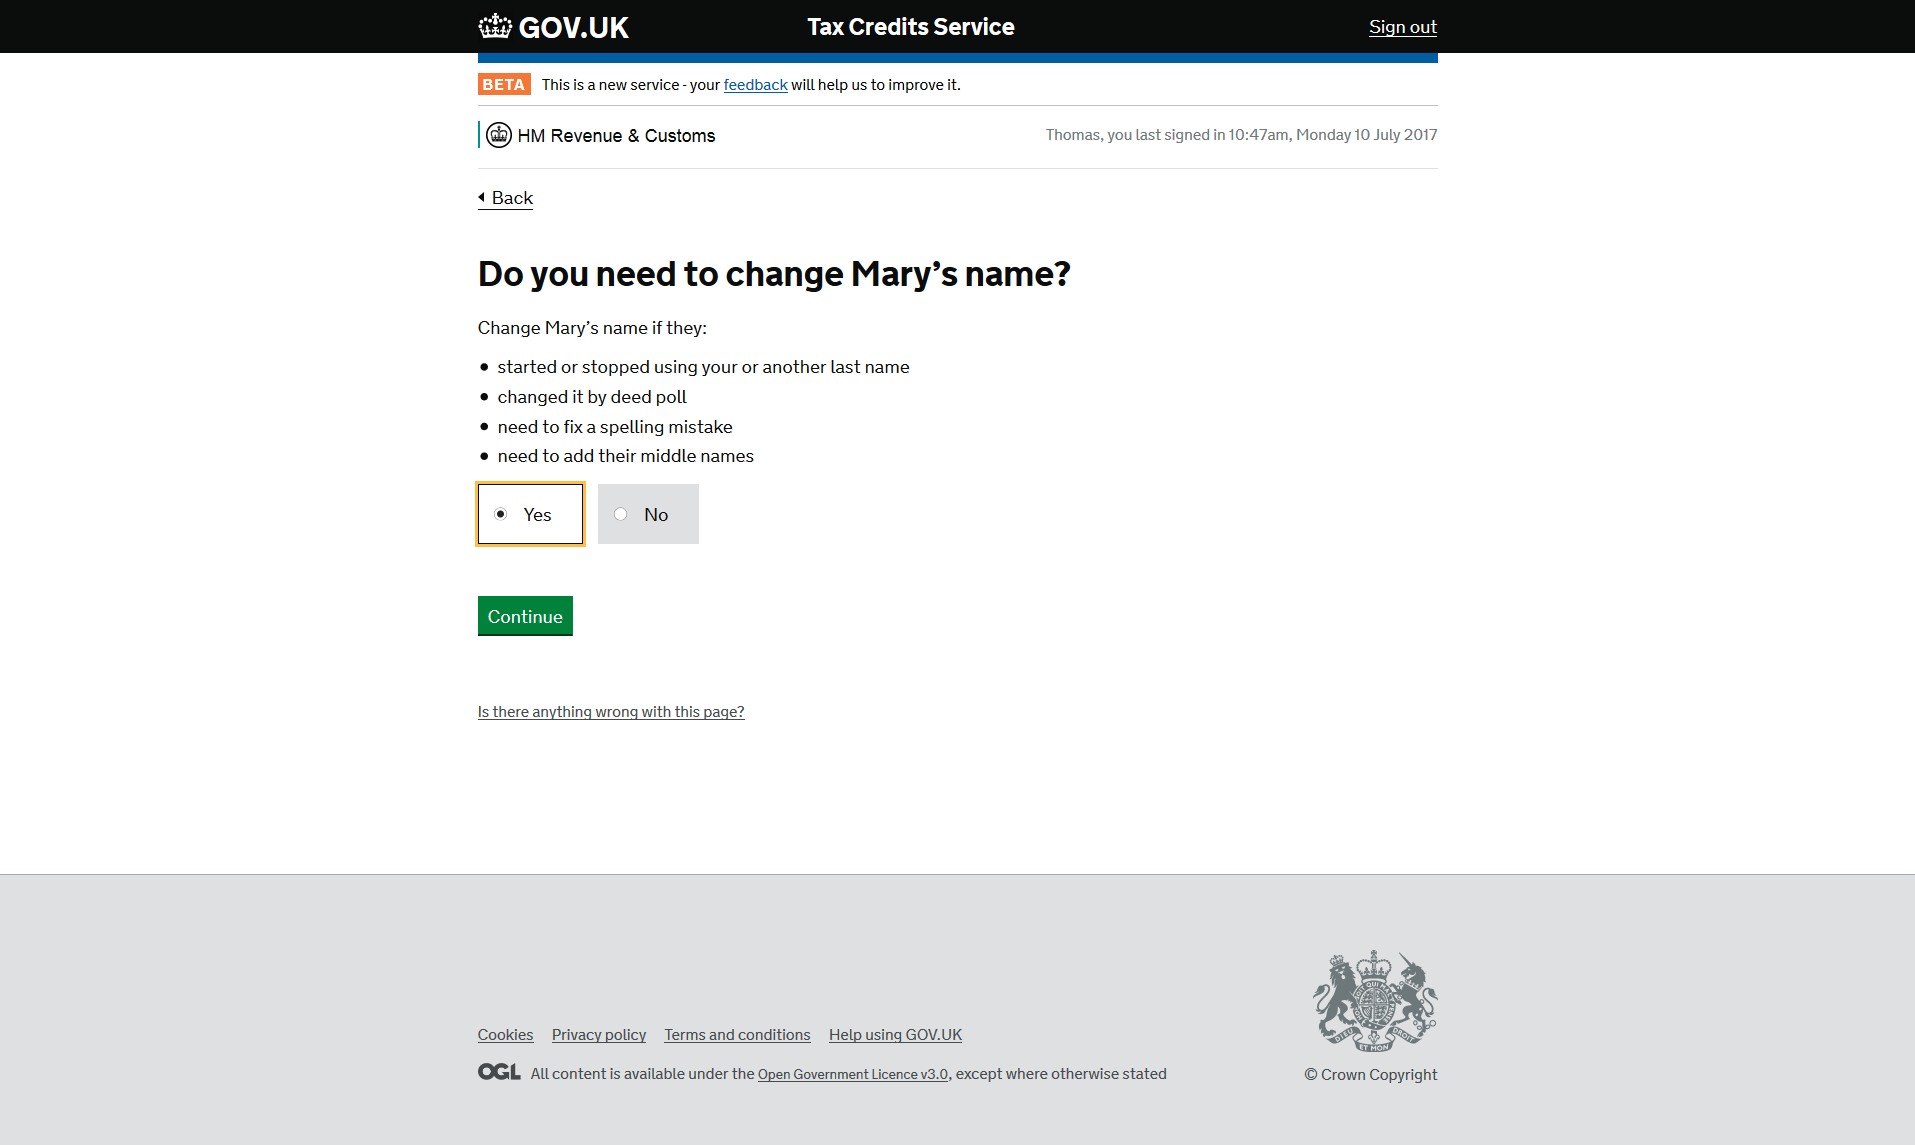 GOV.UK Tax Credits Service Sign out
BETA This is a new service - your feedback will help us to improve it.
HM Revenue & Customs Thomas, you last signed in 10:47am, Monday 10 July 2017
Back
Do you need to change Mary’s name?
Change Mary’s name if they:
• started or stopped using your or another last name
• changed it by deed poll
• need to fix a spelling mistake
• need to add their middle names
Yes No
Continue
Is there anything wrong with this page?
Cookies Privacy policy Terms and conditions Help using GOV.UK
OGL All content is available under the Open Government Licence v3.0, except where otherwise stated
DIEU ET MON DROIT
© Crown Copyright